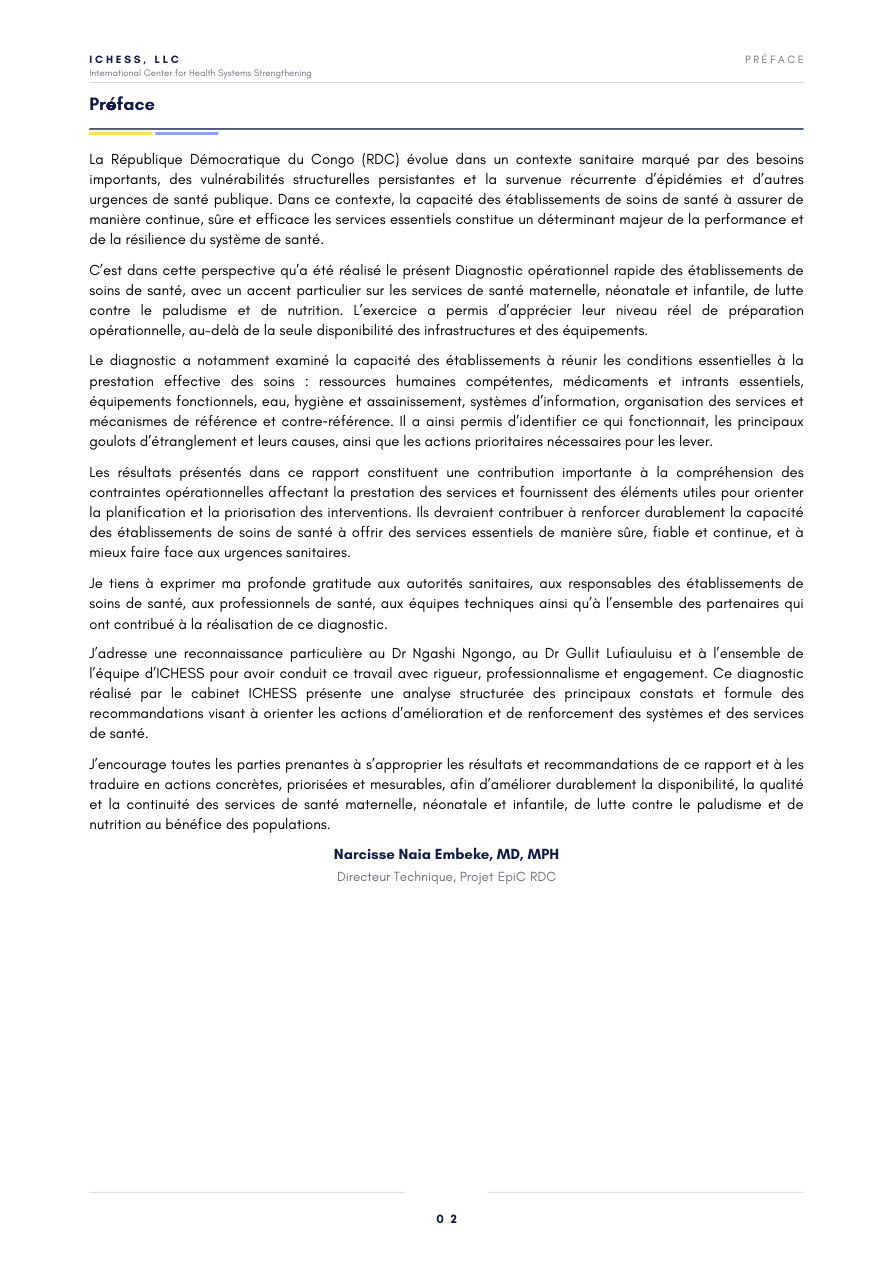 ICHESS, LLC
PRÉFACE
International Center for Health Systems Strengthening
Préface
La République Démocratique du Congo (RDC) évolue dans un contexte sanitaire marqué par des besoins
importants, des vulnérabilités structurelles persistantes et la survenue récurrente d’épidémies et d’autres
urgences de santé publique. Dans ce contexte, la capacité des établissements de soins de santé à assurer de
manière continue, sûre et efficace les services essentiels constitue un déterminant majeur de la performance et
de la résilience du système de santé.
C’est dans cette perspective qu’a été réalisé le présent Diagnostic opérationnel rapide des établissements de
soins de santé, avec un accent particulier sur les services de santé maternelle, néonatale et infantile, de lutte
contre le paludisme et de nutrition. L’exercice a permis d’apprécier leur niveau réel de préparation
opérationnelle, au-delà de la seule disponibilité des infrastructures et des équipements.
Le diagnostic a notamment examiné la capacité des établissements à réunir les conditions essentielles à la
prestation effective des soins : ressources humaines compétentes, médicaments et intrants essentiels,
équipements fonctionnels, eau, hygiène et assainissement, systèmes d’information, organisation des services et
mécanismes de référence et contre-référence. Il a ainsi permis d’identifier ce qui fonctionnait, les principaux
goulots d’étranglement et leurs causes, ainsi que les actions prioritaires nécessaires pour les lever.
Les résultats présentés dans ce rapport constituent une contribution importante à la compréhension des
contraintes opérationnelles affectant la prestation des services et fournissent des éléments utiles pour orienter
la planification et la priorisation des interventions. Ils devraient contribuer à renforcer durablement la capacité
des établissements de soins de santé à offrir des services essentiels de manière sûre, fiable et continue, et à
mieux faire face aux urgences sanitaires.
Je tiens à exprimer ma profonde gratitude aux autorités sanitaires, aux responsables des établissements de
soins de santé, aux professionnels de santé, aux équipes techniques ainsi qu’à l’ensemble des partenaires qui
ont contribué à la réalisation de ce diagnostic.
J’adresse une reconnaissance particulière au Dr Ngashi Ngongo, au Dr Gullit Lufiauluisu et à l’ensemble de
l’équipe d’ICHESS pour avoir conduit ce travail avec rigueur, professionnalisme et engagement. Ce diagnostic
réalisé par le cabinet ICHESS présente une analyse structurée des principaux constats et formule des
recommandations visant à orienter les actions d’amélioration et de renforcement des systèmes et des services
de santé.
J’encourage toutes les parties prenantes à s’approprier les résultats et recommandations de ce rapport et à les
traduire en actions concrètes, priorisées et mesurables, afin d’améliorer durablement la disponibilité, la qualité
et la continuité des services de santé maternelle, néonatale et infantile, de lutte contre le paludisme et de
nutrition au bénéfice des populations.
Narcisse Naia Embeke, MD, MPH
Directeur Technique, Projet EpiC RDC
02